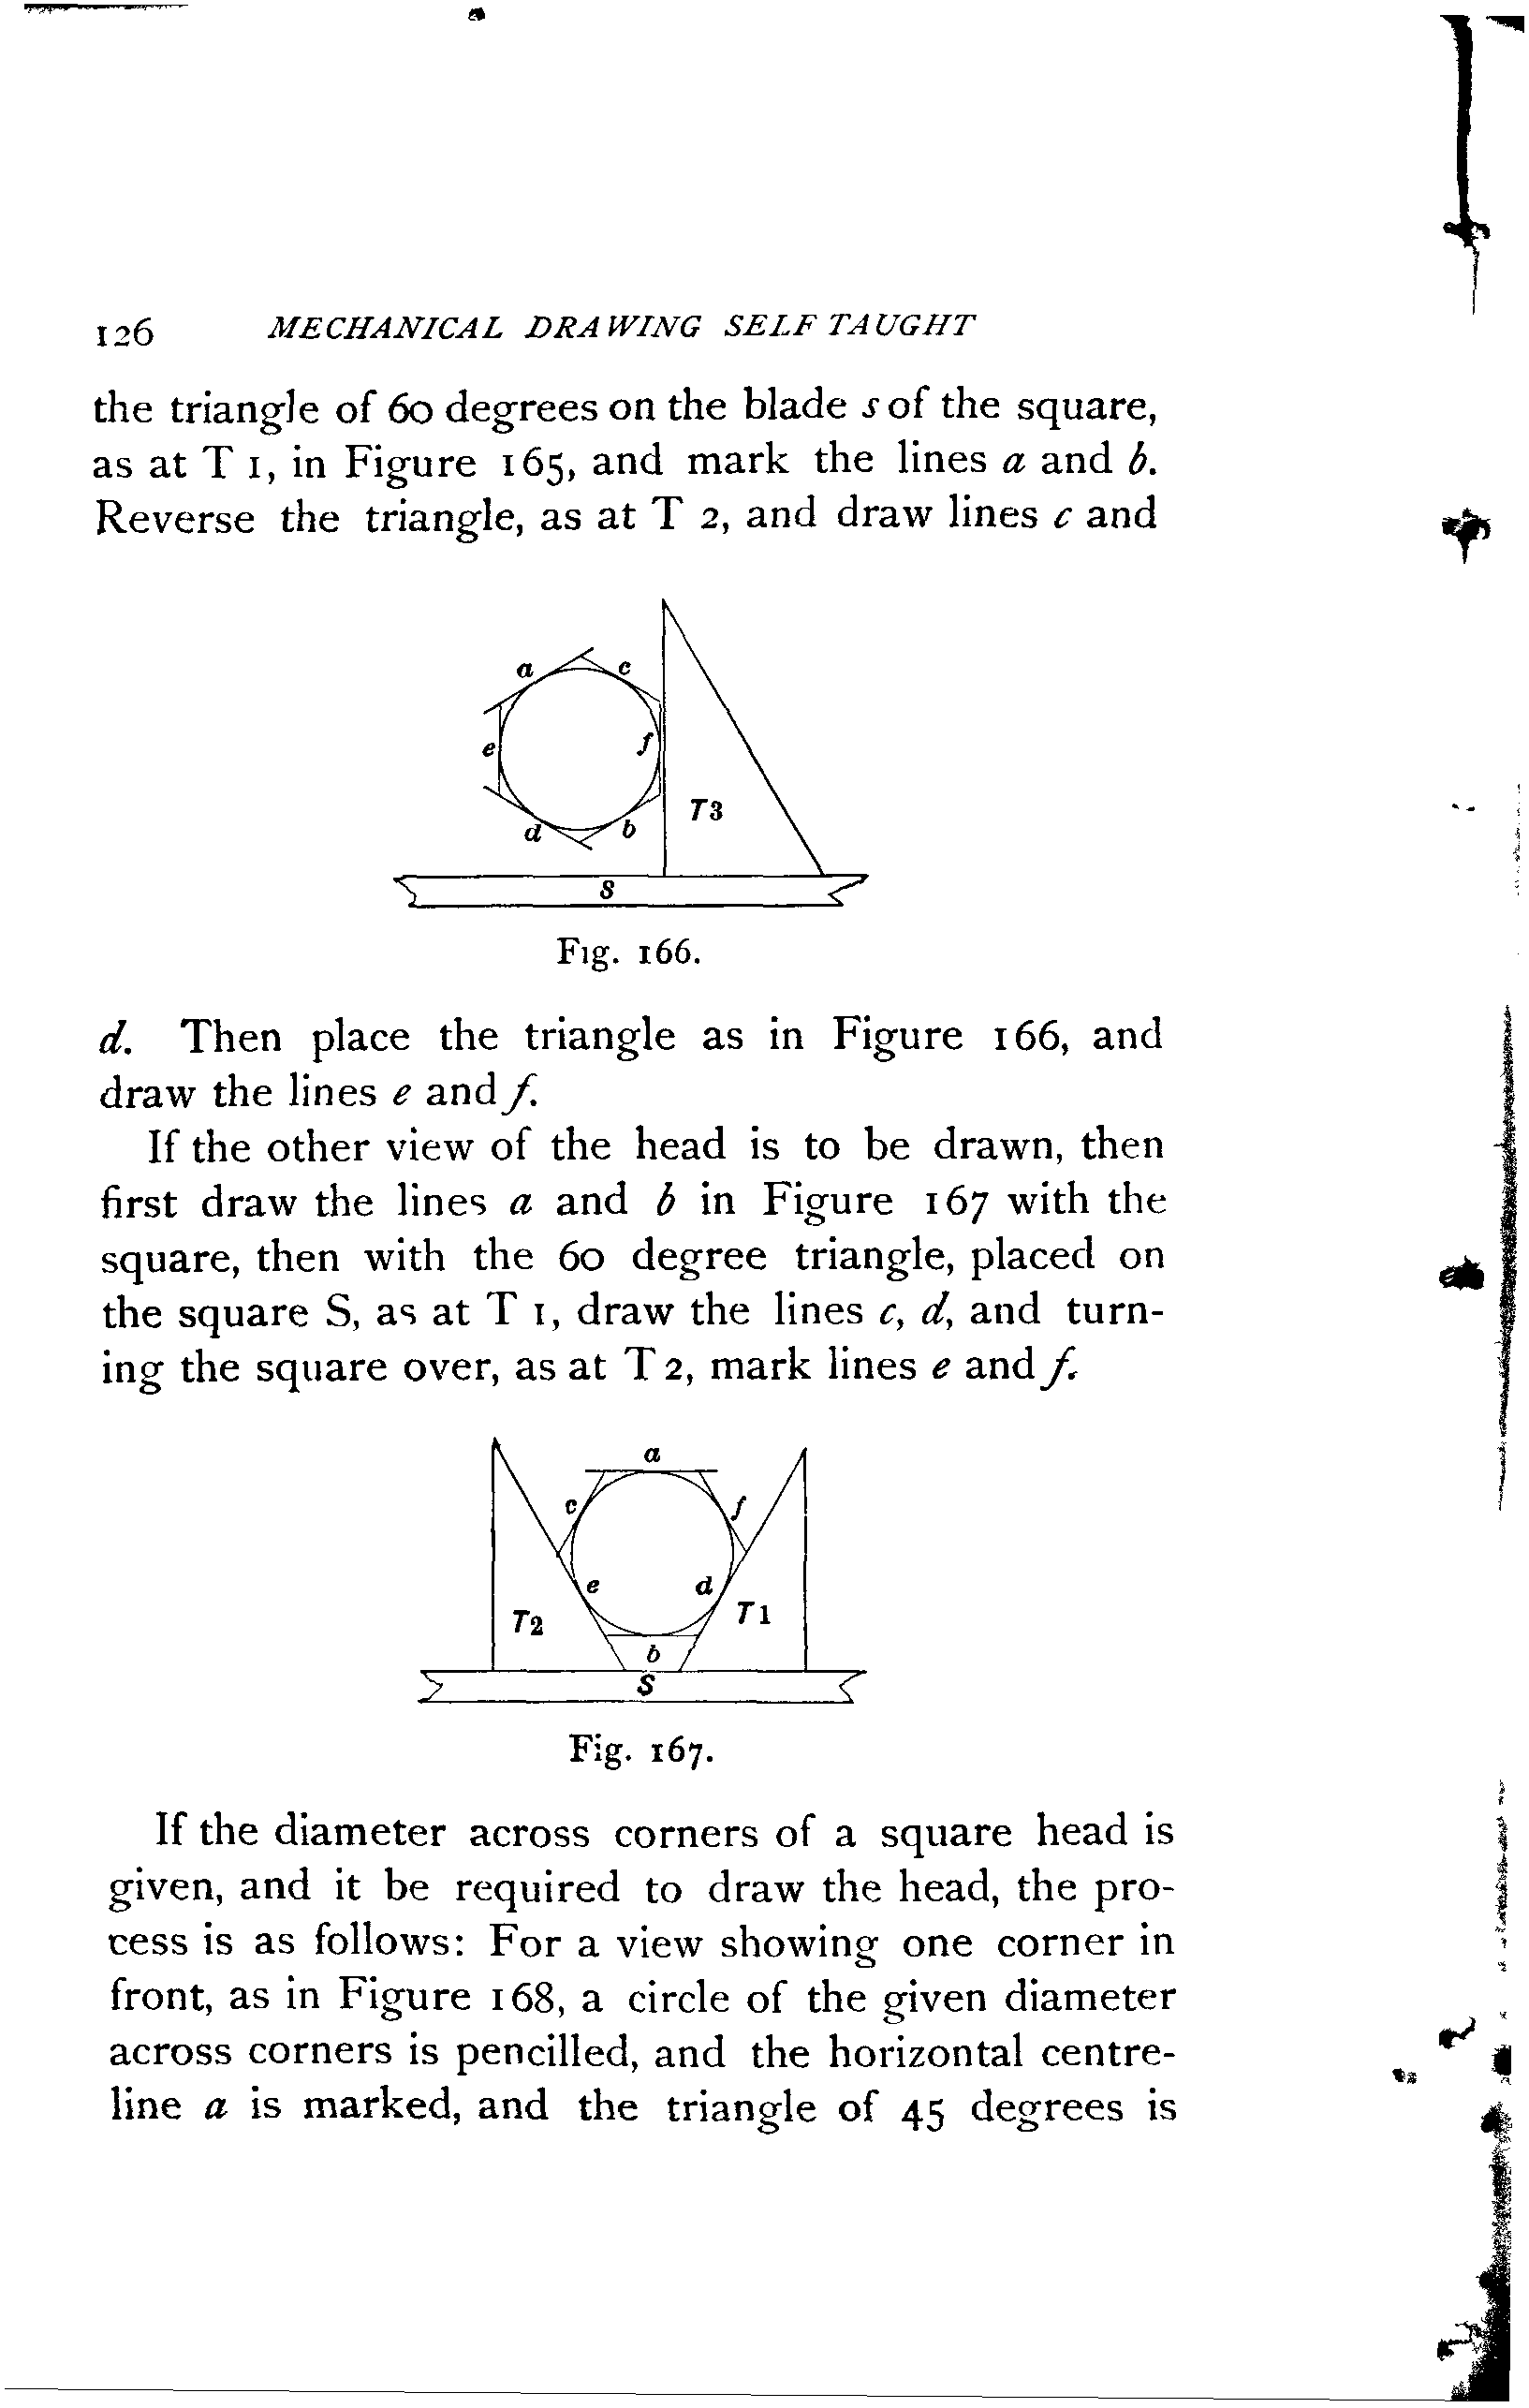 126 MECHANICAL DRAWING SELF TAUGHT
the triangle of 60 degrees on the blade s of the square,
as at T 1, in Figure 165, and mark the lines a and b.
Reverse the triangle, as at T 2, and draw lines c and
a
c
e
f
T3
d
b
S
Fig. 166.
d. Then place the triangle as in Figure 166, and
draw the lines e and f.
If the other view of the head is to be drawn, then
first draw the lines a and b in Figure 167 with the
square, then with the 60 degree triangle, placed on
the square S, as at T 1, draw the lines c, d, and turn-
ing the square over, as at T 2, mark lines e and f.
a
c
f
e
d
T2
T1
b
S
Fig. 167.
If the diameter across corners of a square head is
given, and it be required to draw the head, the pro-
cess is as follows: For a view showing one corner in
front, as in Figure 168, a circle of the given diameter
across corners is pencilled, and the horizontal centre-
line a is marked, and the triangle of 45 degrees is